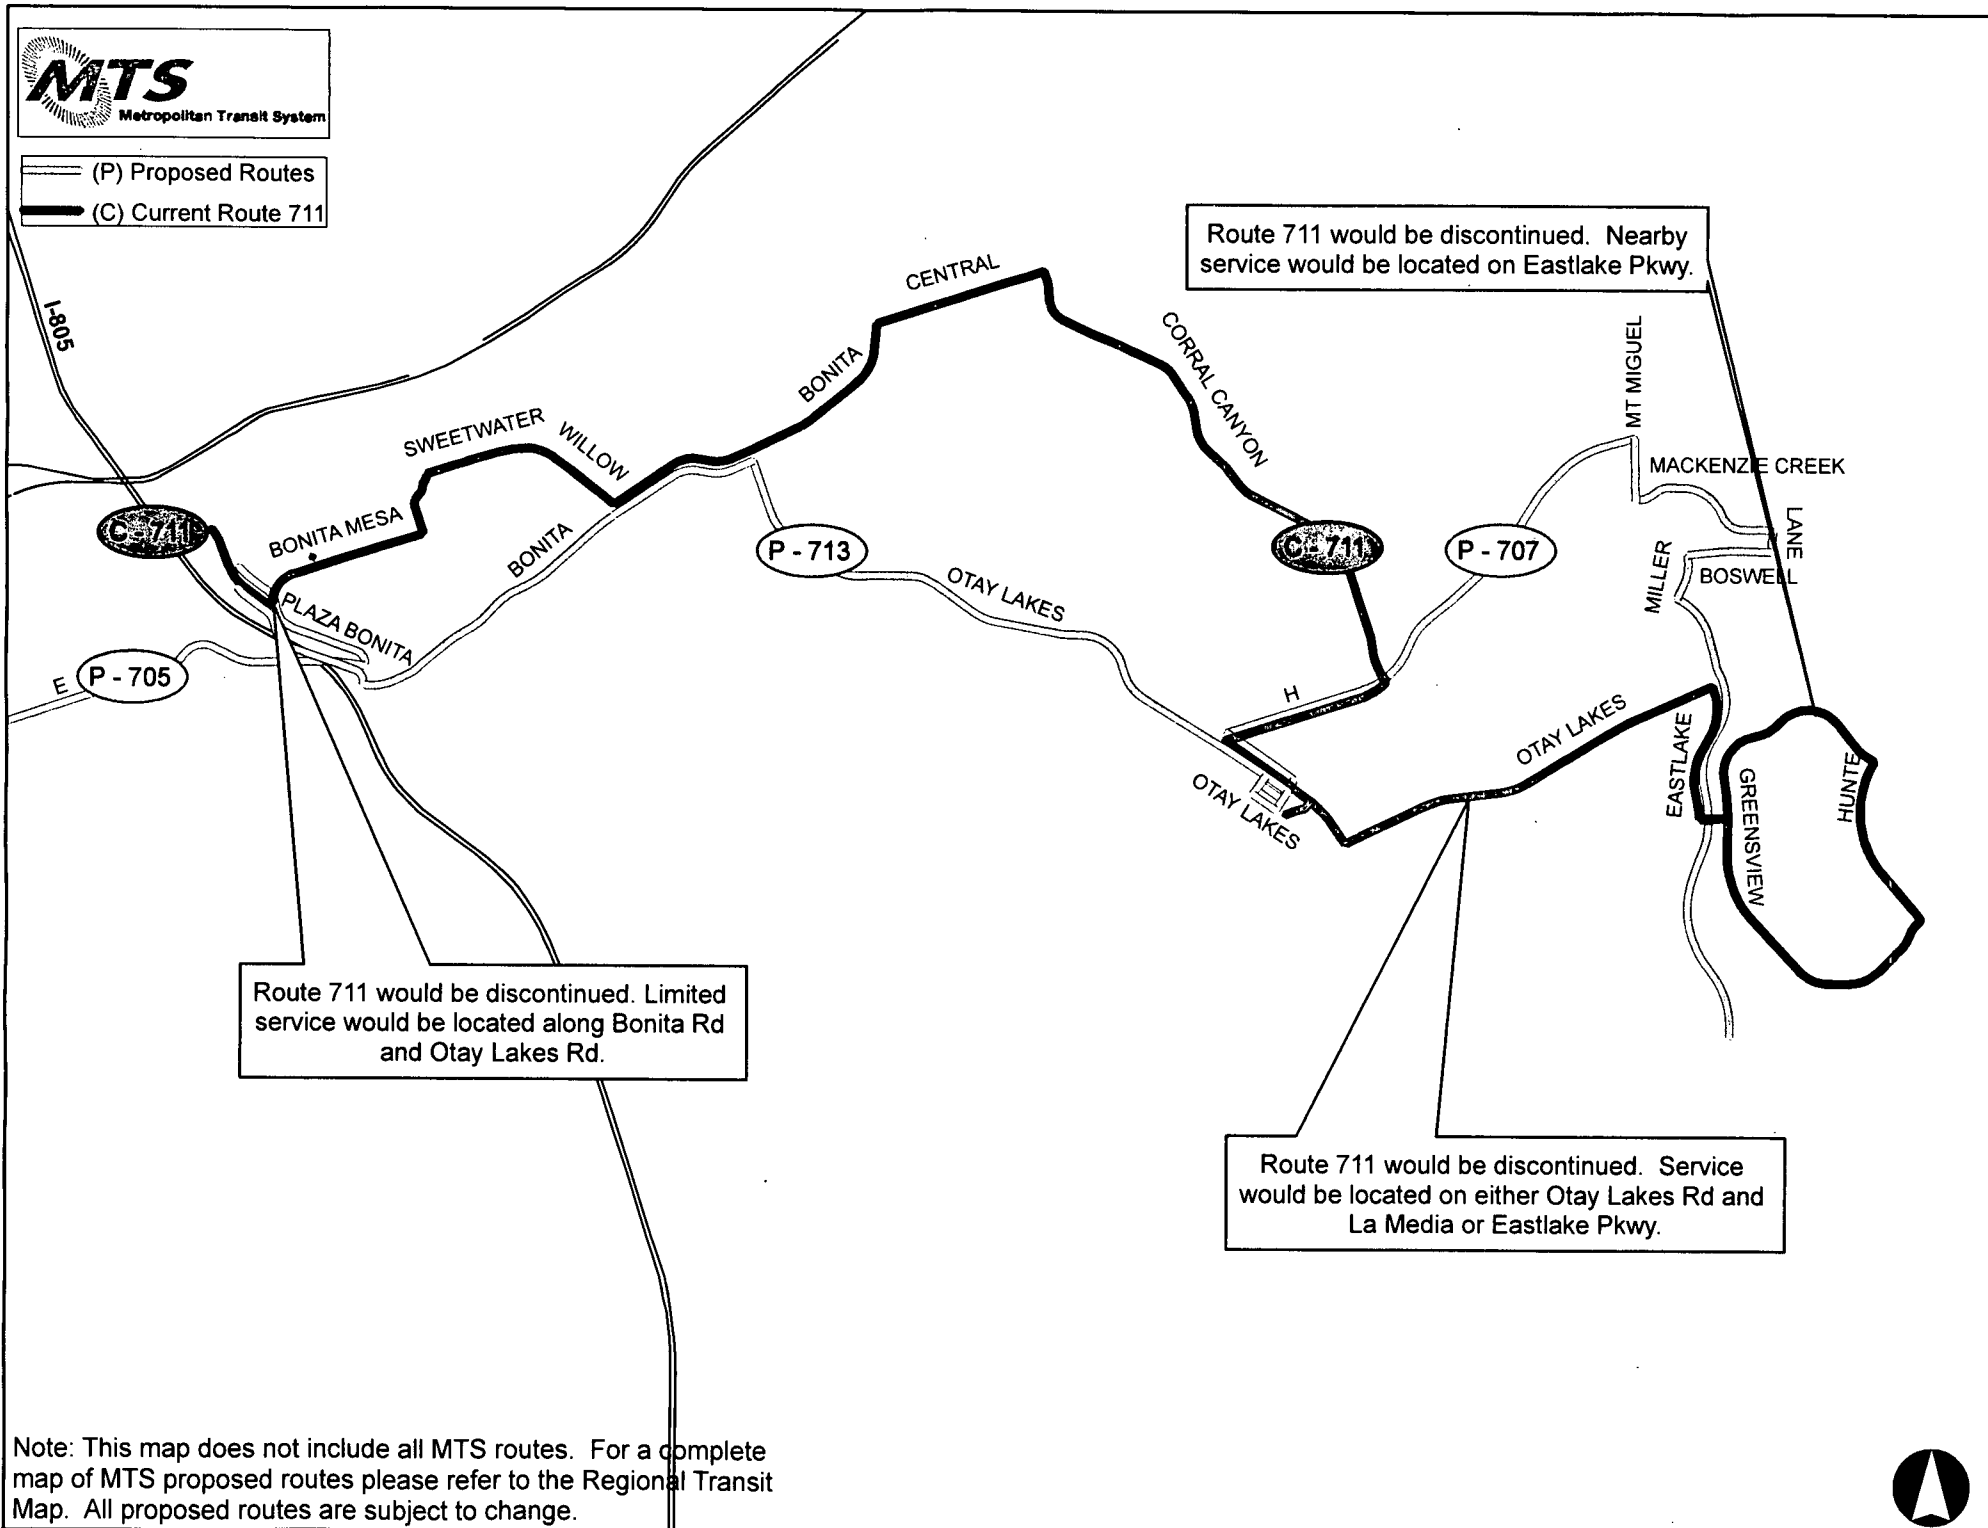 MTS
Metropolitan Transit System
(P) Proposed Routes
(C) Current Route 711
Route 711 would be discontinued. Nearby
service would be located on Eastlake Pkwy.
I-805
CENTRAL
BONITA
CORRAL CANYON
MT MIGUEL
SWEETWATER
WILLOW
MACKENZIE CREEK
LANE
C - 711
BONITA MESA
BONITA
P - 713
C - 711
P - 707
MILLER
BOSWELL
OTAY LAKES
PLAZA BONITA
E
P - 705
H
OTAY LAKES
EASTLAKE
OTAY LAKES
GREENSVIEW
HUNTE
Route 711 would be discontinued. Limited
service would be located along Bonita Rd
and Otay Lakes Rd.
Route 711 would be discontinued. Service
would be located on either Otay Lakes Rd and
La Media or Eastlake Pkwy.
Note: This map does not include all MTS routes. For a complete
map of MTS proposed routes please refer to the Regional Transit
Map. All proposed routes are subject to change.